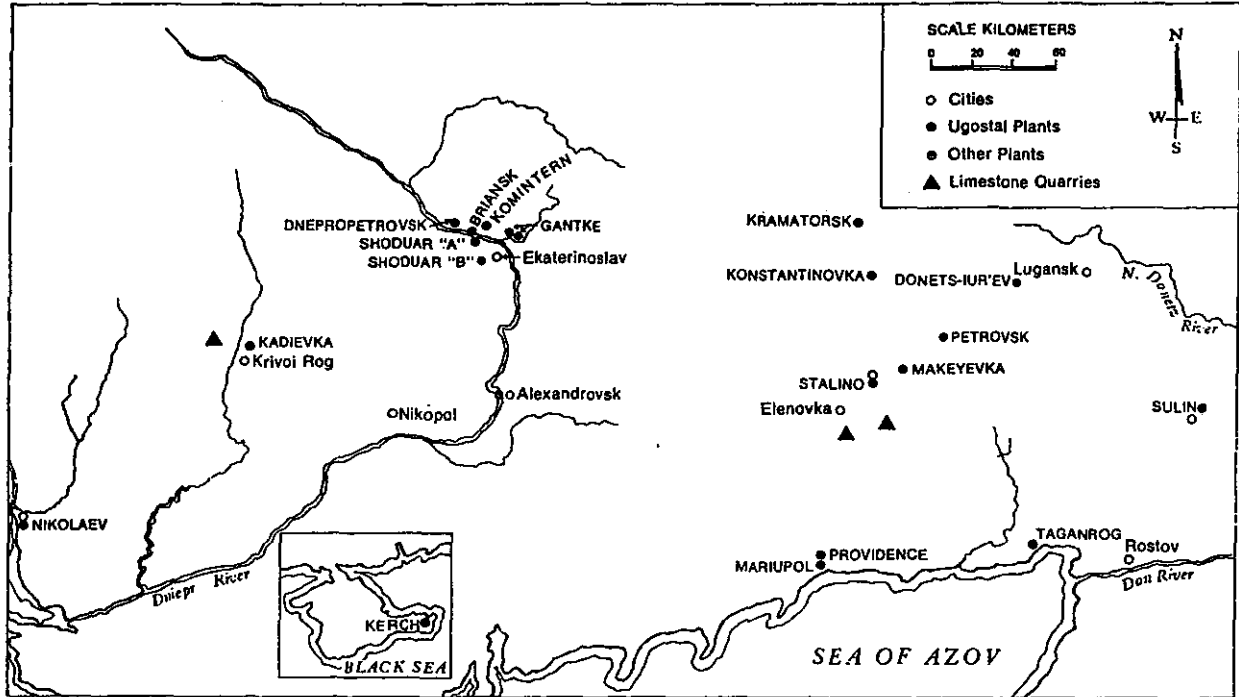 SCALE KILOMETERS
0 20 40 60
N
W E
S
Cities
Ugostal Plants
Other Plants
Limestone Quarries
BRIANSK
KOMINTERN
DNEPROPETROVSK
GANTKE
SHODUAR "A"
SHODUAR "B"
Ekaterinoslav
KRAMATORSK
KONSTANTINOVKA
DONETS-IUR'EV
Lugansk
N. Donets
River
KADIEVKA
Krivoi Rog
PETROVSK
MAKEYEVKA
STALINO
Alexandrovsk
Nikopol
Elenovka
SULIN
NIKOLAEV
TAGANROG
Rostov
PROVIDENCE
MARIUPOL
Don River
Dniepr River
KERCH
BLACK SEA
SEA OF AZOV